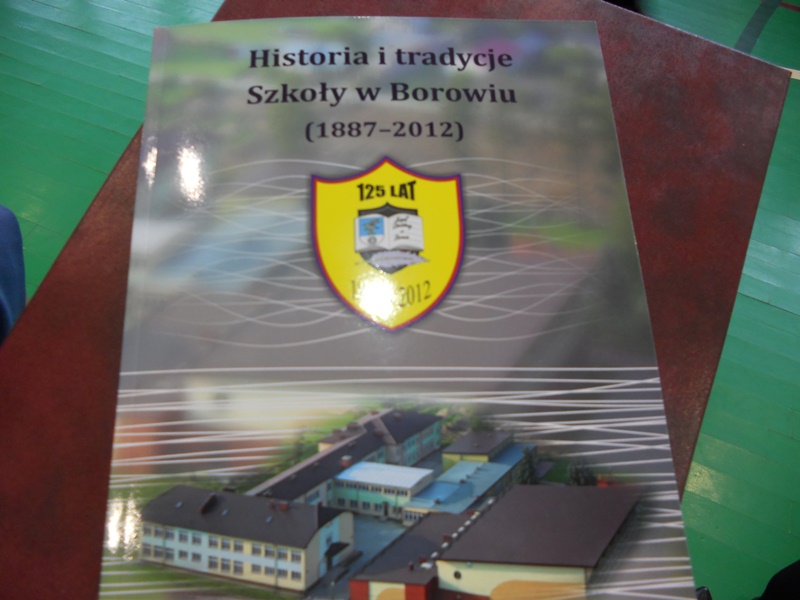 Historia i tradycje
Szkoły w Borowiu
(1887–2012)
125 LAT
2012